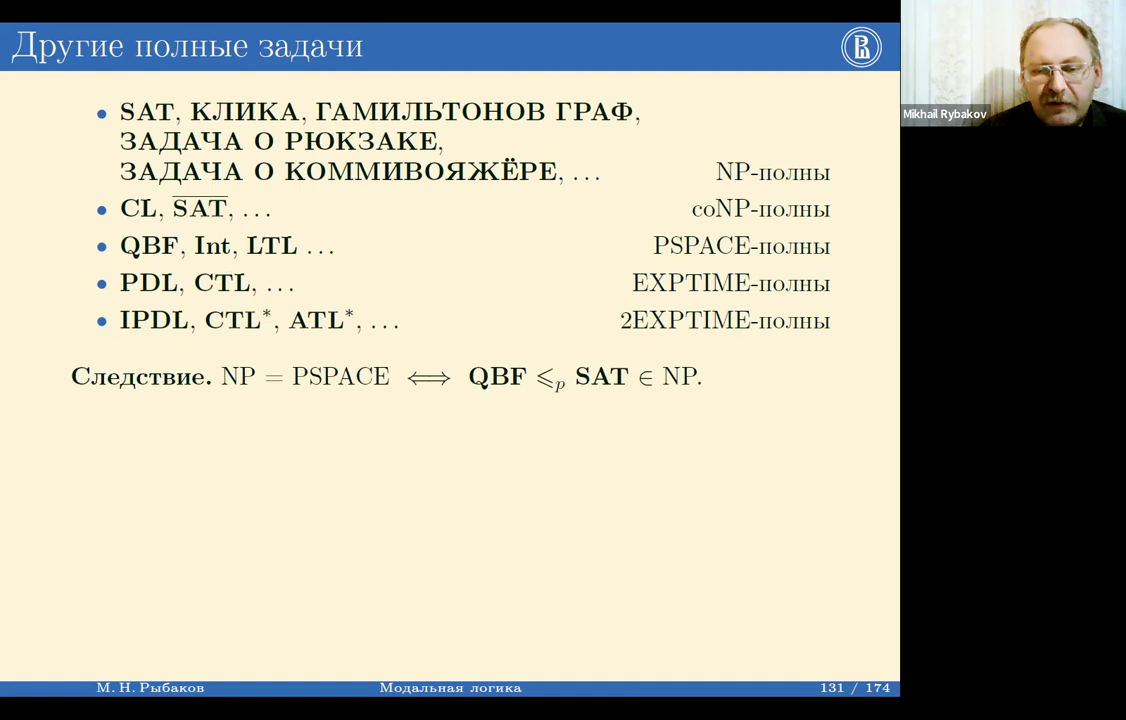 Другие полные задачи
Mikhail Rybakov
• SAT, КЛИКА, ГАМИЛЬТОНОВ ГРАФ,
ЗАДАЧА О РЮКЗАКЕ,
ЗАДАЧА О КОММИВОЯЖЁРЕ, ... NP-полны
• CL, S̅A̅T̅, ... coNP-полны
• QBF, Int, LTL ... PSPACE-полны
• PDL, CTL, ... EXPTIME-полны
• IPDL, CTL*, ATL*, ... 2EXPTIME-полны
Следствие. NP = PSPACE ⟺ QBF ⩽ₚ SAT ∈ NP.
М. Н. Рыбаков Модальная логика 131 / 174